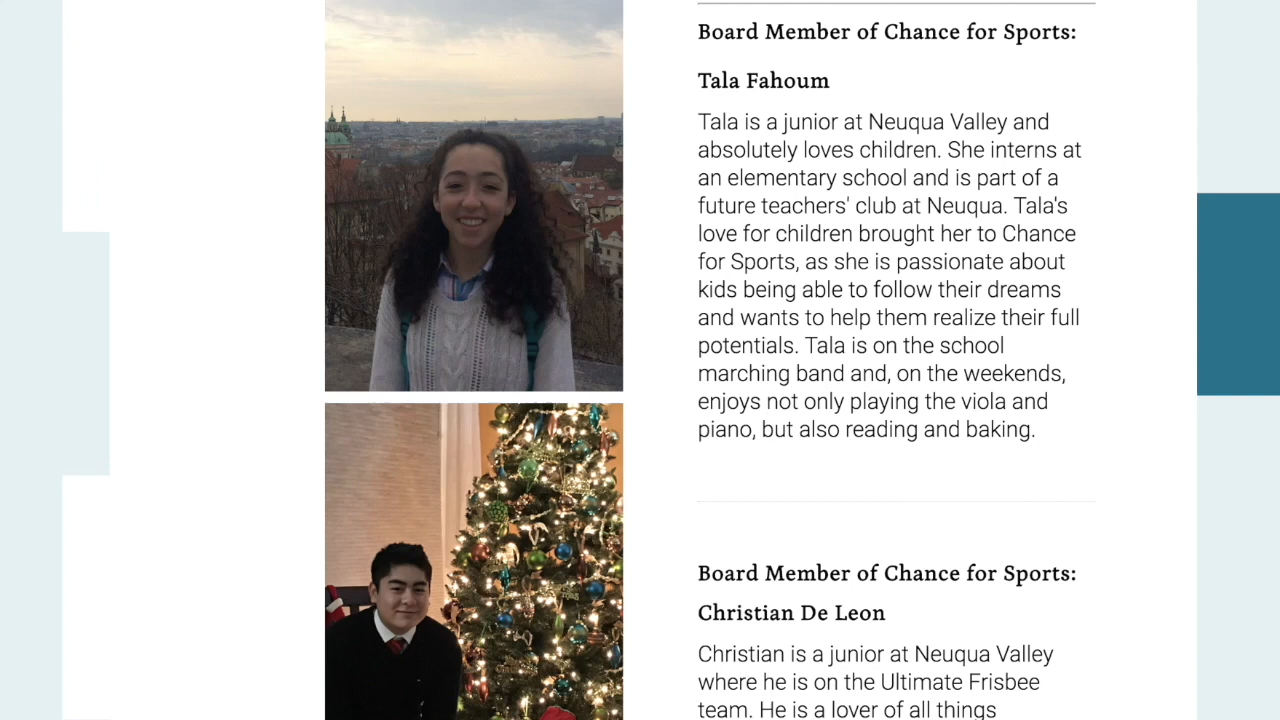 Board Member of Chance for Sports:
Tala Fahoum
Tala is a junior at Neuqua Valley and
absolutely loves children. She interns at
an elementary school and is part of a
future teachers' club at Neuqua. Tala's
love for children brought her to Chance
for Sports, as she is passionate about
kids being able to follow their dreams
and wants to help them realize their full
potentials. Tala is on the school
marching band and, on the weekends,
enjoys not only playing the viola and
piano, but also reading and baking.
Board Member of Chance for Sports:
Christian De Leon
Christian is a junior at Neuqua Valley
where he is on the Ultimate Frisbee
team. He is a lover of all things